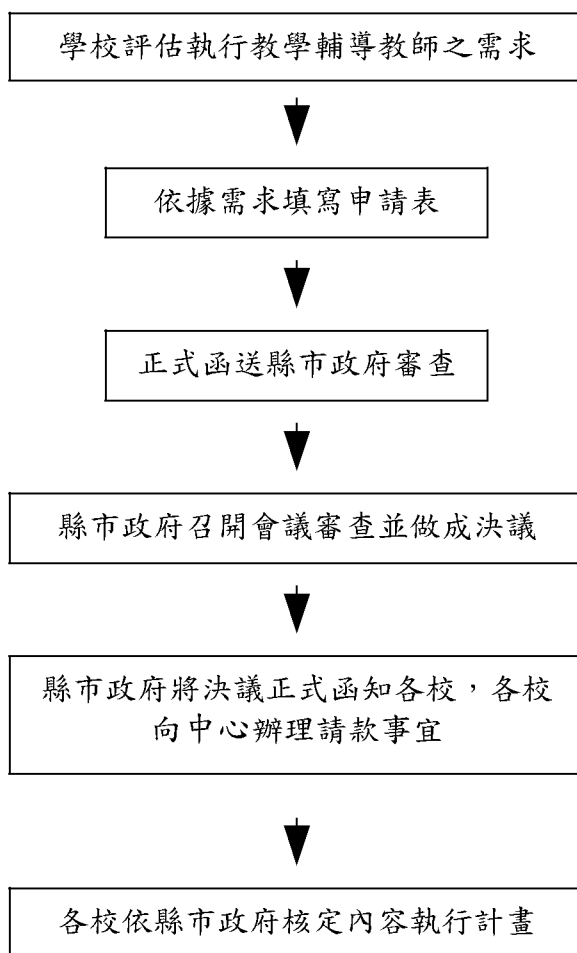 學校評估執行教學輔導教師之需求
依據需求填寫申請表
正式函送縣市政府審查
縣市政府召開會議審查並做成決議
縣市政府將決議正式函知各校，各校
向中心辦理請款事宜
各校依縣市政府核定內容執行計畫